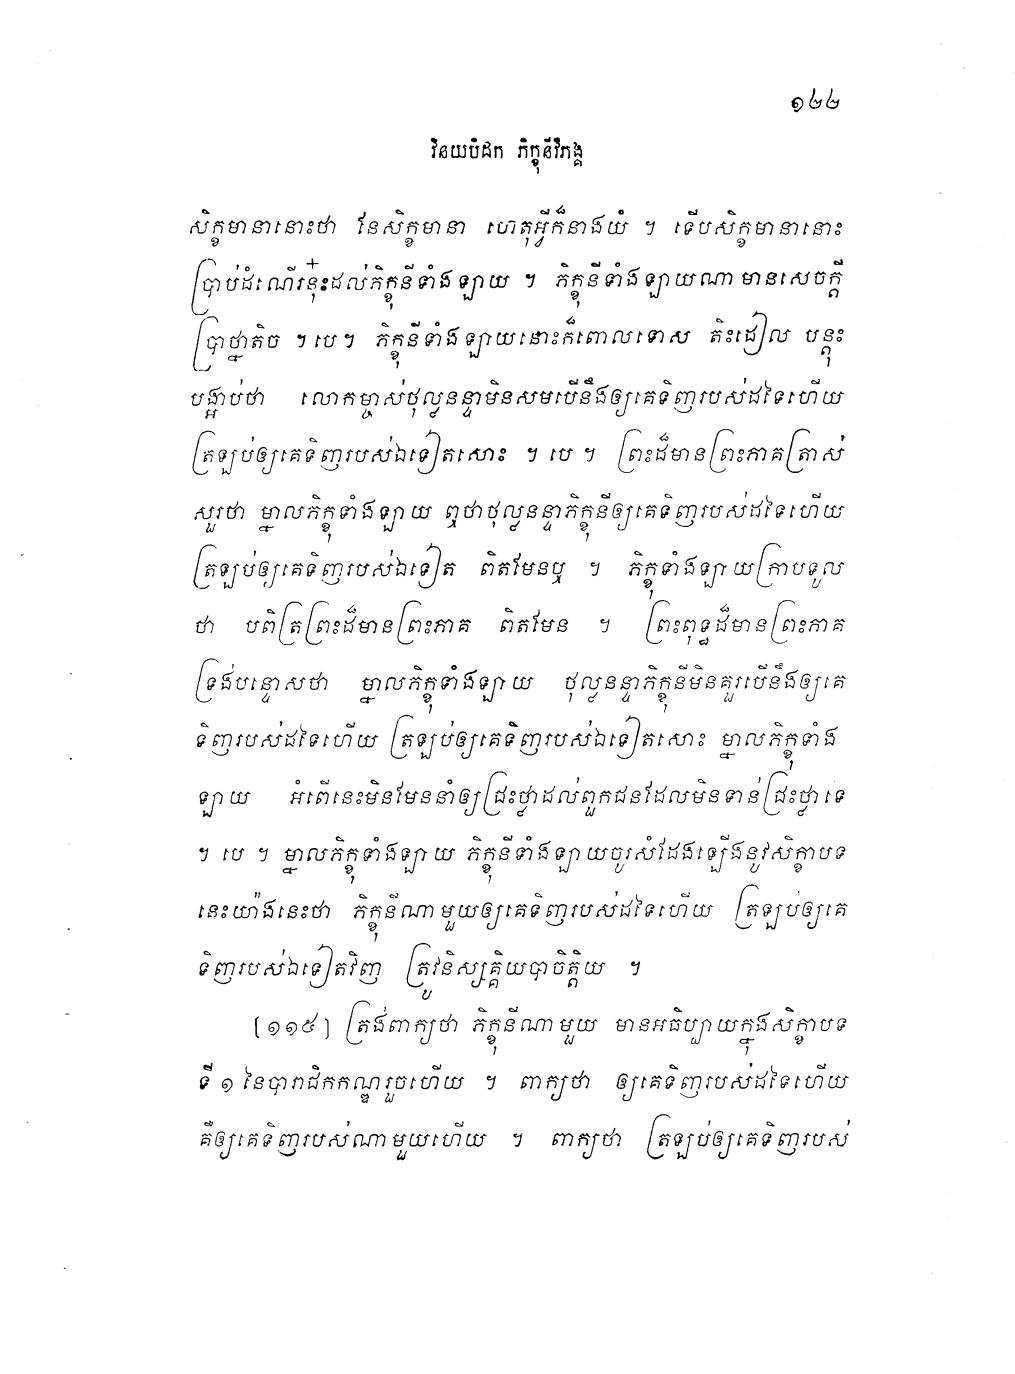 ១២២
វិនយបិដក ភិក្ខុនីវិភង្គ
សិក្ខមានានោះថា នែសិក្ខមានា ហេតុអ្វីក៏នាងយំ ។ ទើបសិក្ខមានានោះ
ប្រាប់ដំណើរនុ៎ះដល់ភិក្ខុនីទាំងឡាយ ។ ភិក្ខុនីទាំងឡាយណាមានសេចក្តី
ប្រាថ្នាតិច ។ បេ។ ភិក្ខុនីទាំងឡាយនោះក៏ពោលទោស តិះដៀល បន្តុះ
បង្អាប់ថា លោកម្ចាស់ថុល្លនន្ទាមិនសមបើនឹងឲ្យគេទិញរបស់ដទៃហើយ
ត្រឡប់ឲ្យគេទិញរបស់ឯទៀតសោះ ។ បេ ។ ព្រះដ៏មានព្រះភាគត្រាស់
សួរថា ម្នាលភិក្ខុទាំងឡាយ ឮថាថុល្លនន្ទាភិក្ខុនីឲ្យគេទិញរបស់ដទៃហើយ
ត្រឡប់ឲ្យគេទិញរបស់ឯទៀត ពិតមែនឬ ។ ភិក្ខុទាំងឡាយក្រាបទូល
ថា បពិត្រព្រះដ៏មានព្រះភាគ ពិតមែន ។ ព្រះពុទ្ធដ៏មានព្រះភាគ
ទ្រង់បន្ទោសថា ម្នាលភិក្ខុទាំងឡាយ ថុល្លនន្ទាភិក្ខុនីមិនគួរបើនឹងឲ្យគេ
ទិញរបស់ដទៃហើយ ត្រឡប់ឲ្យគេទិញរបស់ឯទៀតសោះ ម្នាលភិក្ខុទាំង
ឡាយ អំពើនេះមិនមែននាំឲ្យជ្រះថ្លាដល់ពួកជនដែលមិនទាន់ជ្រះថ្លាទេ
។ បេ ។ ម្នាលភិក្ខុទាំងឡាយ ភិក្ខុនីទាំងឡាយចូរសំដែងឡើងនូវសិក្ខាបទ
នេះយ៉ាងនេះថា ភិក្ខុនីណាមួយឲ្យគេទិញរបស់ដទៃហើយ ត្រឡប់ឲ្យគេ
ទិញរបស់ឯទៀតវិញ ត្រូវនិស្សគ្គិយបាចិត្តិយ ។
[១១៥] ត្រង់ពាក្យថា ភិក្ខុនីណាមួយ មានអធិប្បាយក្នុងសិក្ខាបទ
ទី ១ នៃបារាជិកកណ្ឌរួចហើយ ។ ពាក្យថា ឲ្យគេទិញរបស់ដទៃហើយ
គឺឲ្យគេទិញរបស់ណាមួយហើយ ។ ពាក្យថា ត្រឡប់ឲ្យគេទិញរបស់